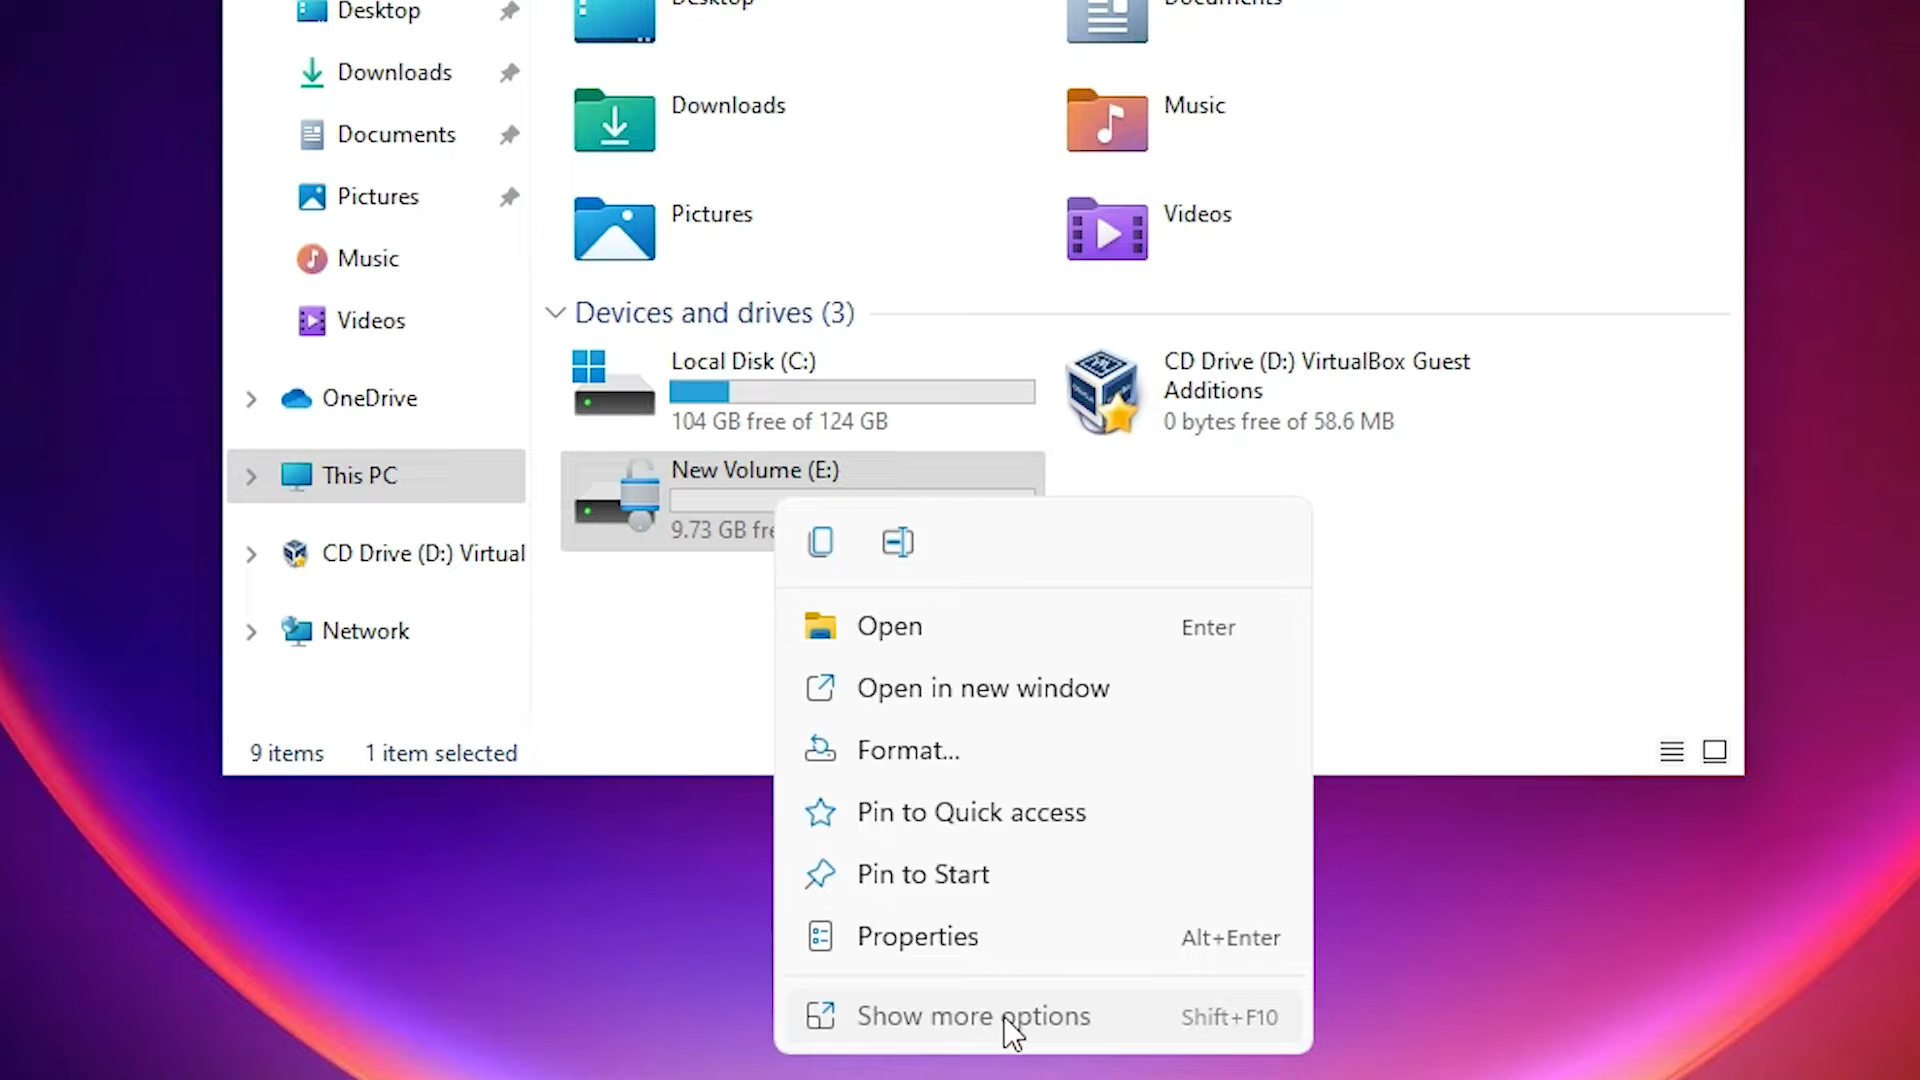 Desktop
Downloads
Documents
Pictures
Music
Videos
OneDrive
This PC
CD Drive (D:) Virtual
Network
9 items 1 item selected
Desktop
Documents
Downloads
Music
Pictures
Videos
Devices and drives (3)
Local Disk (C:)
104 GB free of 124 GB
CD Drive (D:) VirtualBox Guest
Additions
0 bytes free of 58.6 MB
New Volume (E:)
9.73 GB fre
Open Enter
Open in new window
Format...
Pin to Quick access
Pin to Start
Properties Alt+Enter
Show more options Shift+F10